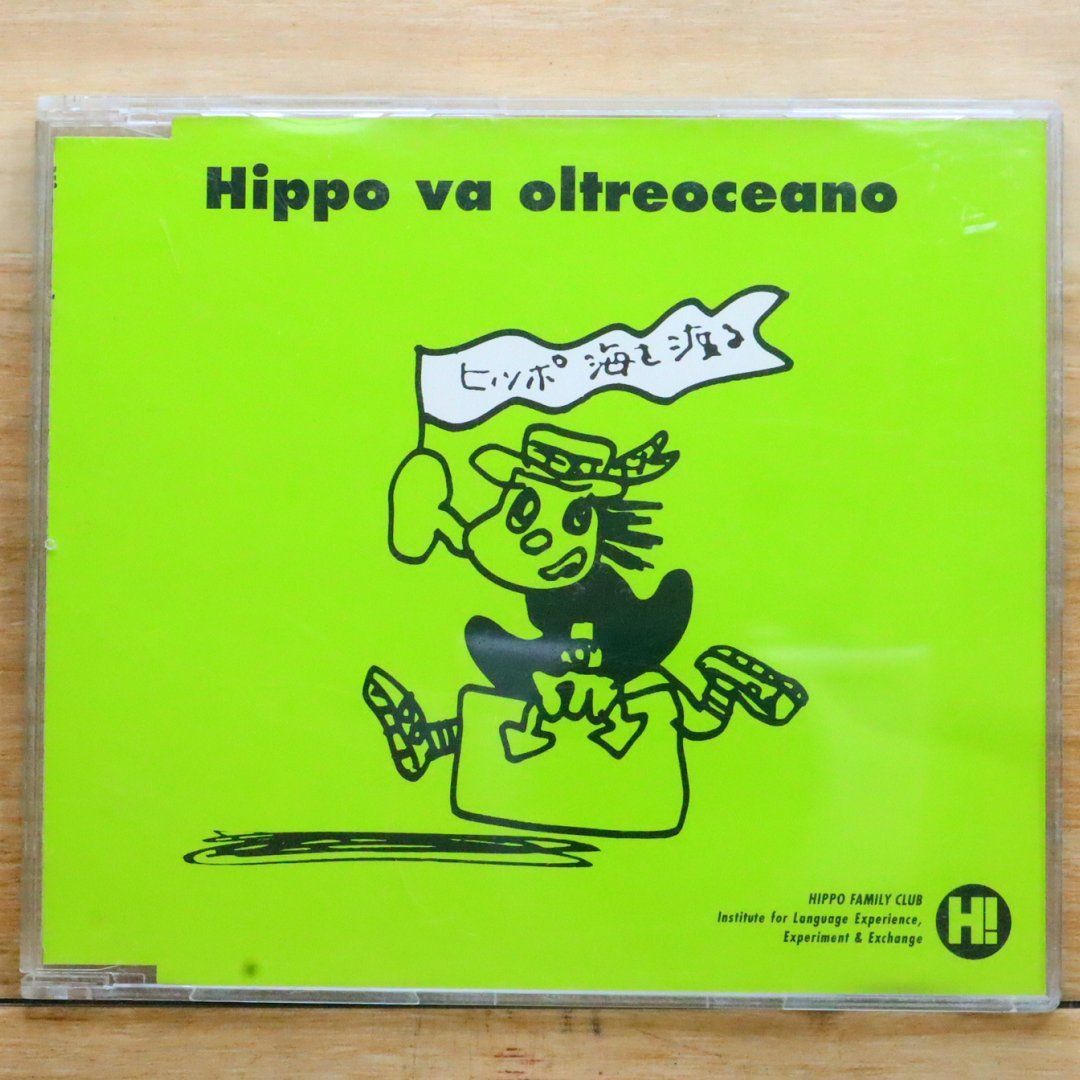 Hippo va oltreoceano
ヒッポ 海を渡る
HIPPO FAMILY CLUB
Institute for Language Experience,
Experiment & Exchange
H!